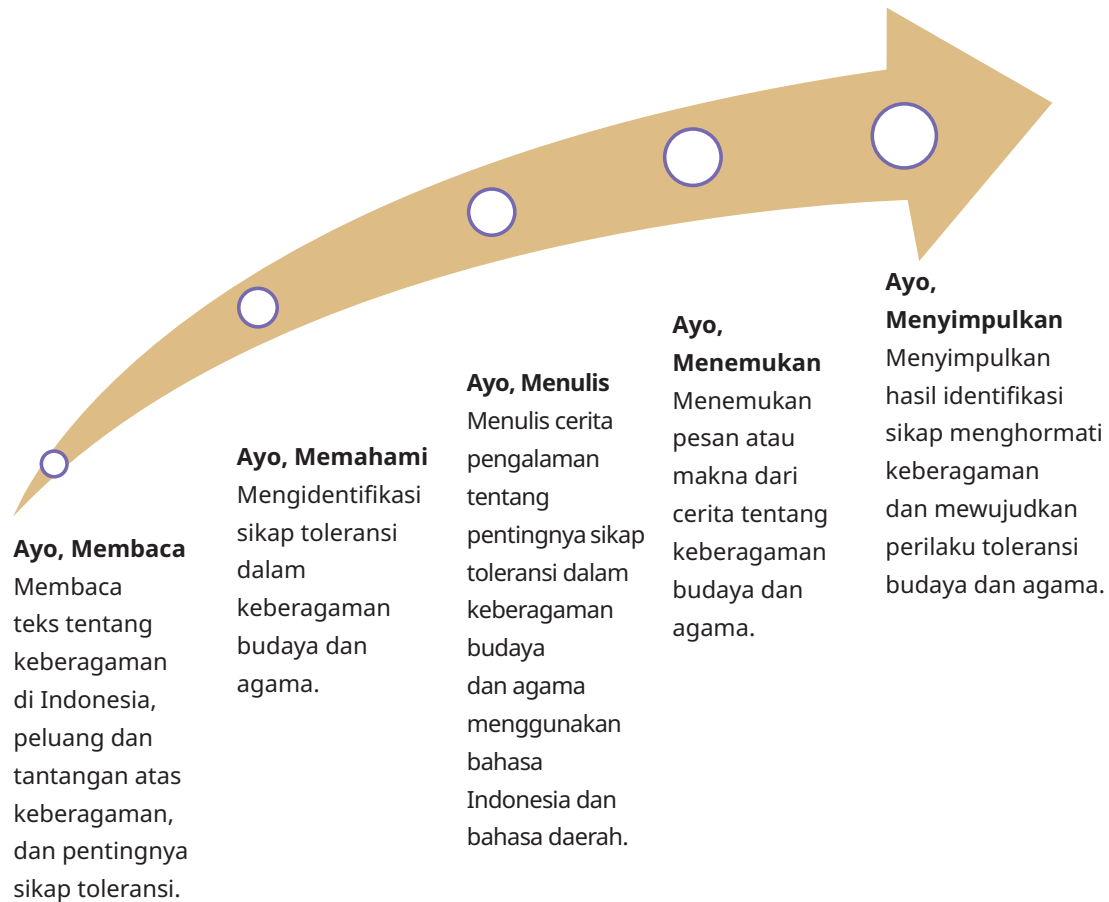 Ayo, Membaca
Membaca
teks tentang
keberagaman
di Indonesia,
peluang dan
tantangan atas
keberagaman,
dan pentingnya
sikap toleransi.
Ayo, Memahami
Mengidentifikasi
sikap toleransi
dalam
keberagaman
budaya dan
agama.
Ayo, Menulis
Menulis cerita
pengalaman
tentang
pentingnya sikap
toleransi dalam
keberagaman
budaya
dan agama
menggunakan
bahasa
Indonesia dan
bahasa daerah.
Ayo,
Menemukan
Menemukan
pesan atau
makna dari
cerita tentang
keberagaman
budaya dan
agama.
Ayo,
Menyimpulkan
Menyimpulkan
hasil identifikasi
sikap menghormati
keberagaman
dan mewujudkan
perilaku toleransi
budaya dan agama.